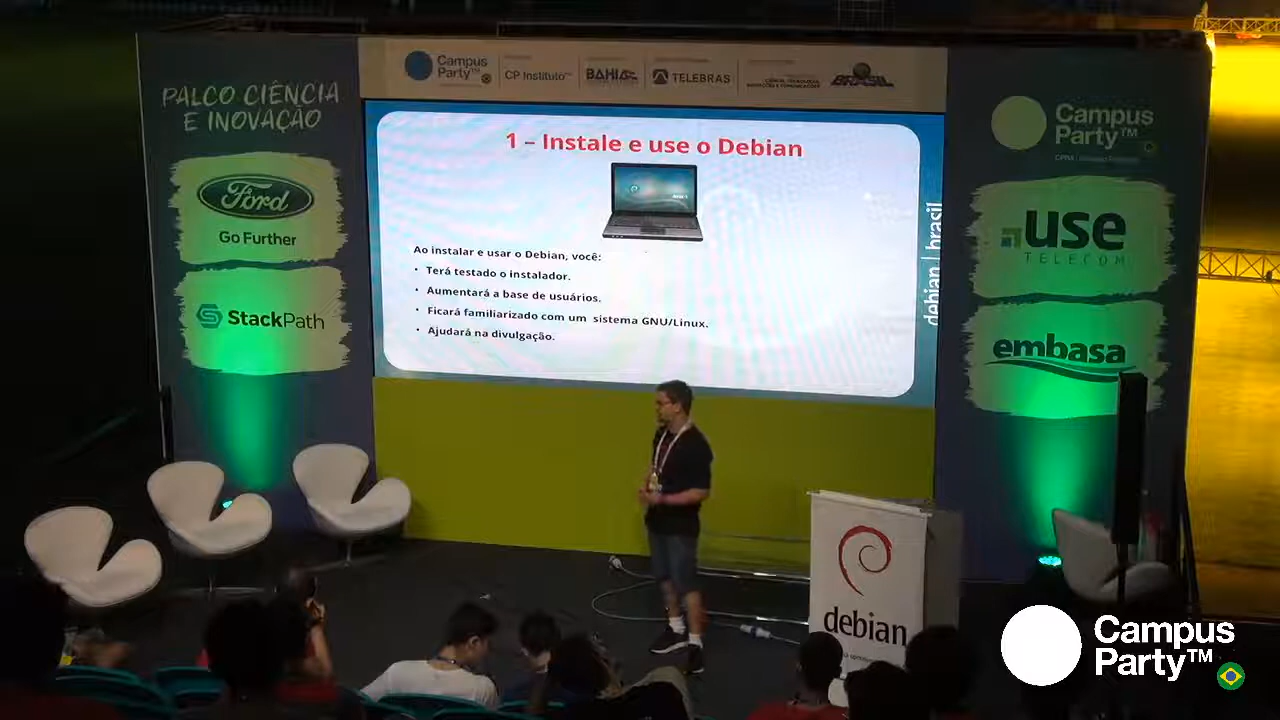 PALCO CIÊNCIA
E INOVAÇÃO
Ford
Go Further
StackPath
Campus
Party™
CP Instituto™
BAHIA
TELEBRAS
BRASIL
1 – Instale e use o Debian
Ao instalar e usar o Debian, você:
• Terá testado o instalador.
• Aumentará a base de usuários.
• Ficará familiarizado com um sistema GNU/Linux.
• Ajudará na divulgação.
debian | brasil
Campus
Party™
use
TELECOM
embasa
debian
Campus
Party™